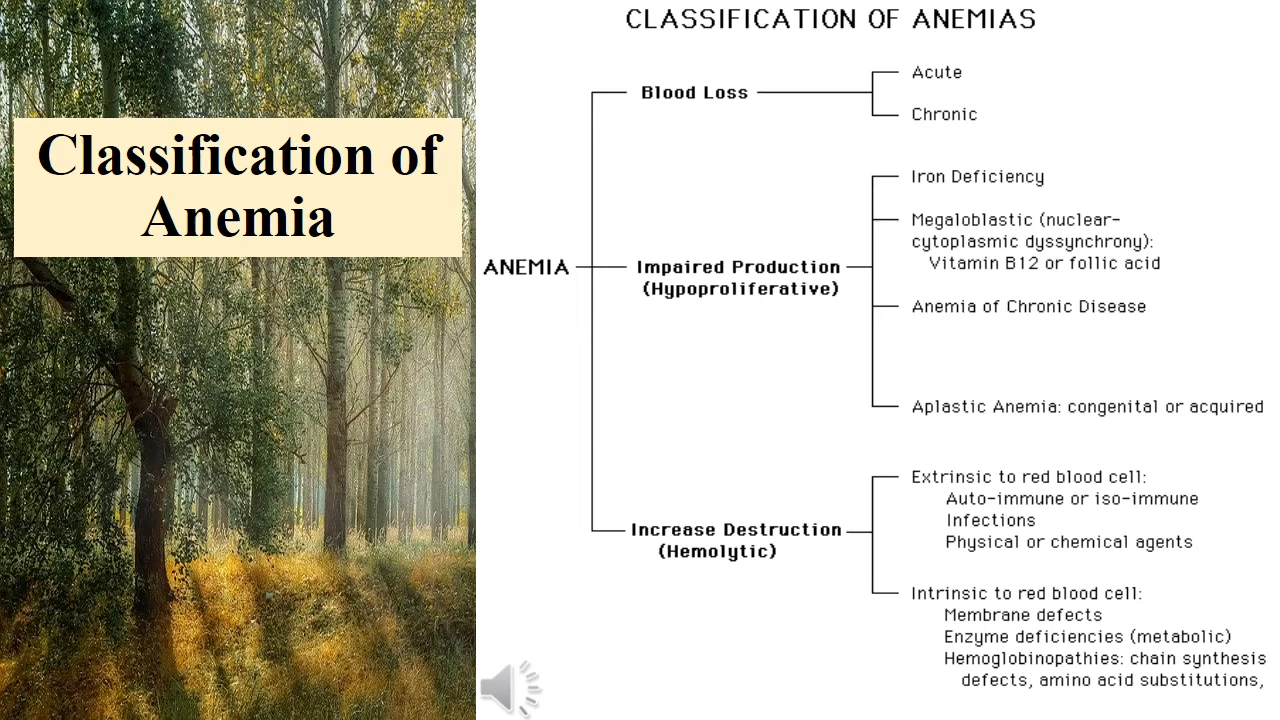 Classification of
Anemia
CLASSIFICATION OF ANEMIAS
ANEMIA
Blood Loss
Acute
Chronic
Impaired Production
(Hypoproliferative)
Iron Deficiency
Megaloblastic (nuclear-
cytoplasmic dyssynchrony):
Vitamin B12 or follic acid
Anemia of Chronic Disease
Aplastic Anemia: congenital or acquired
Increase Destruction
(Hemolytic)
Extrinsic to red blood cell:
Auto-immune or iso-immune
Infections
Physical or chemical agents
Intrinsic to red blood cell:
Membrane defects
Enzyme deficiencies (metabolic)
Hemoglobinopathies: chain synthesis
defects, amino acid substitutions,